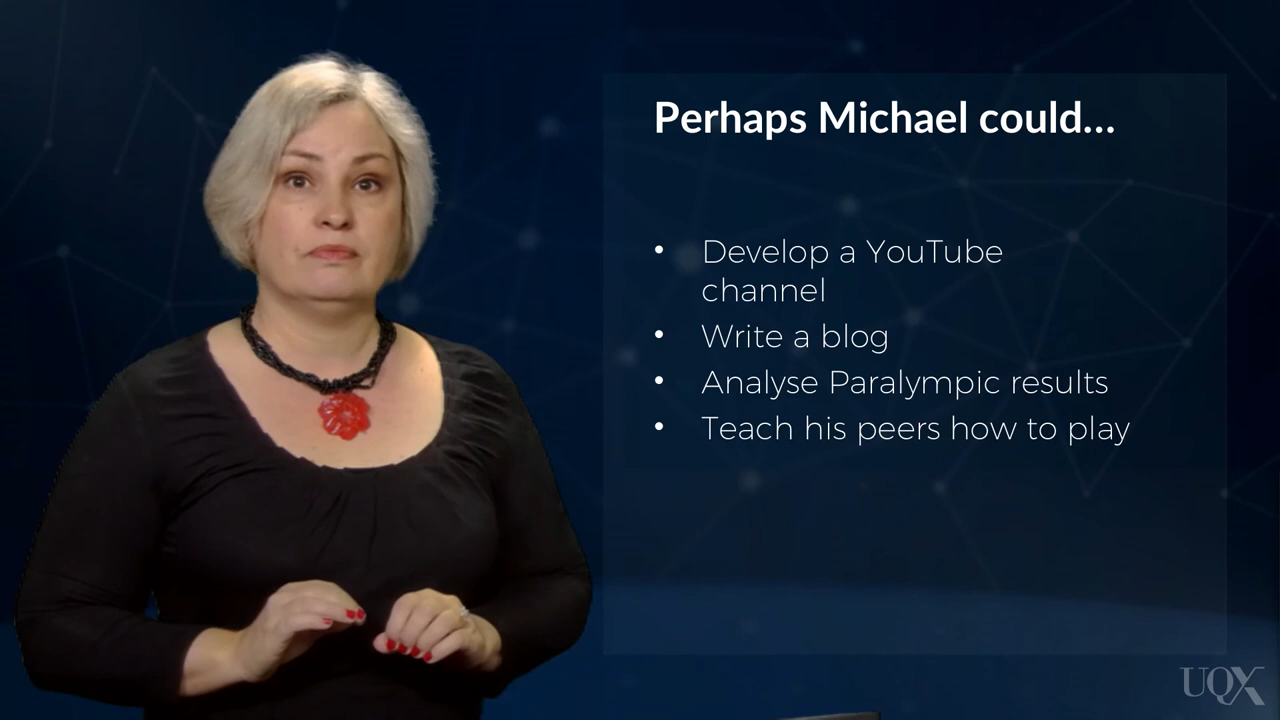 Perhaps Michael could...
• Develop a YouTube
channel
• Write a blog
• Analyse Paralympic results
• Teach his peers how to play
UQX